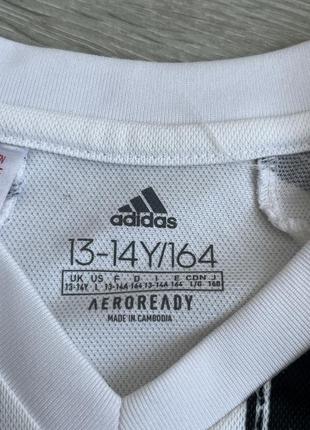 adidas
13-14Y/164
UK US F D I E CDN J
13-14Y L 13-14A 164 13-14A 164 L/G 160
AEROREADY
MADE IN CAMBODIA